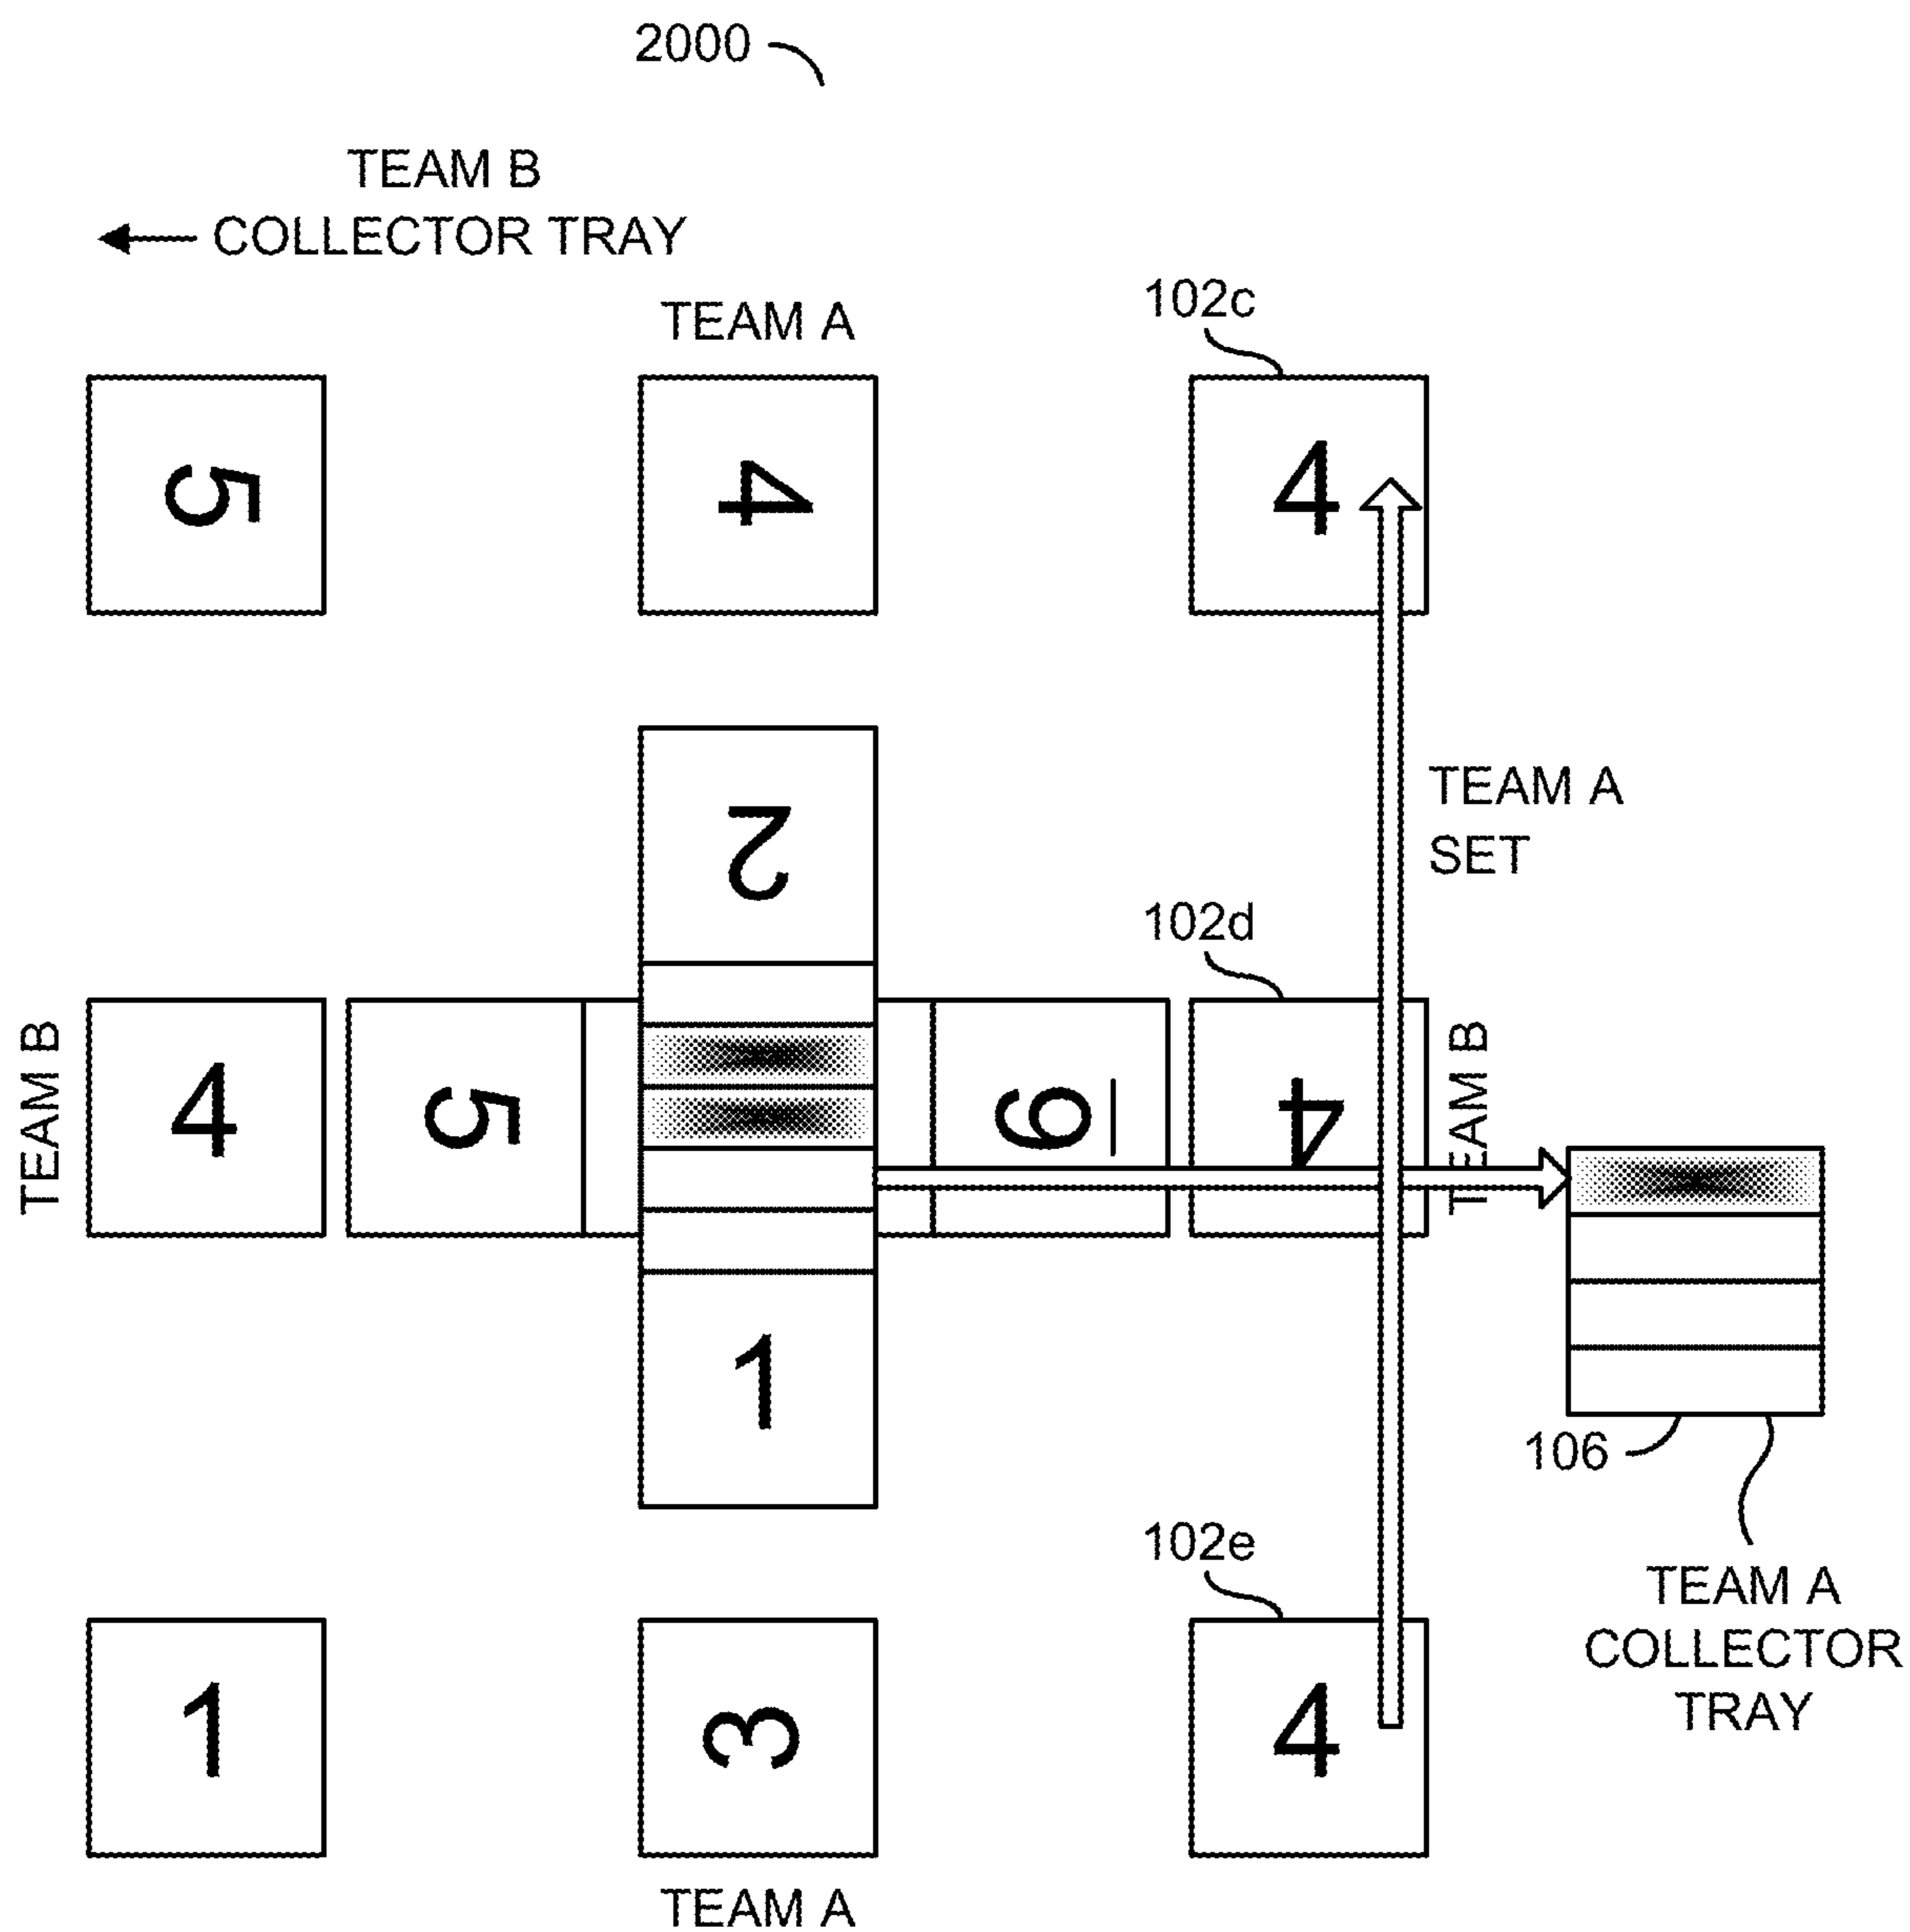 2000
TEAM B
COLLECTOR TRAY
TEAM A
102c
5
4
4
TEAM A
SET
2
102d
TEAM B
4
5
6
4
TEAM B
1
106
102e
TEAM A
COLLECTOR
TRAY
1
3
4
TEAM A